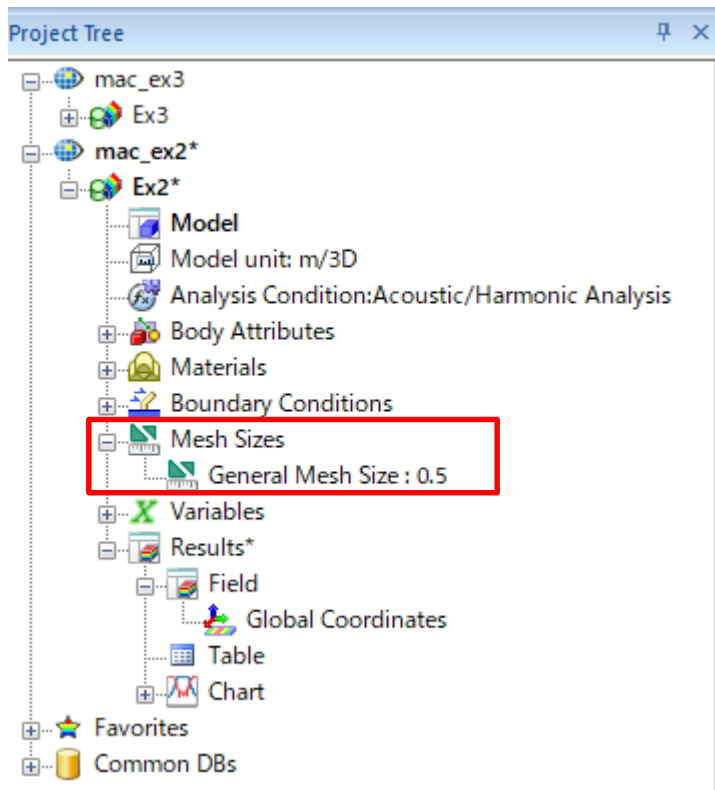 Project Tree
mac_ex3
Ex3
mac_ex2*
Ex2*
Model
Model unit: m/3D
Analysis Condition:Acoustic/Harmonic Analysis
Body Attributes
Materials
Boundary Conditions
Mesh Sizes
General Mesh Size : 0.5
X Variables
Results*
Field
Global Coordinates
Table
Chart
Favorites
Common DBs